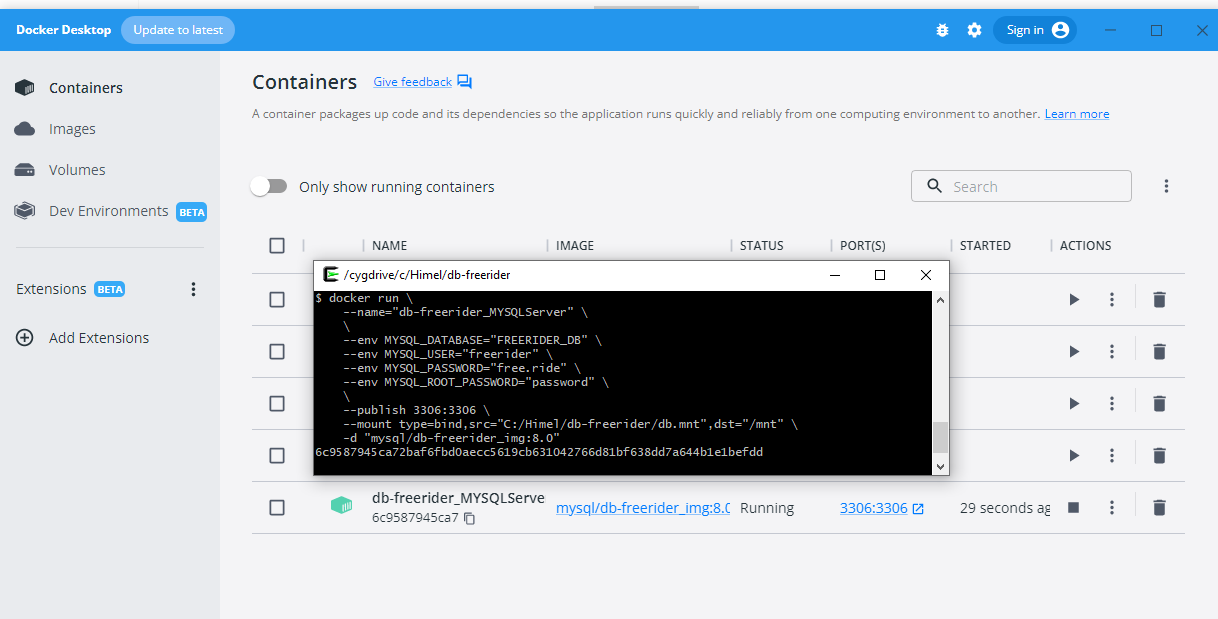 Docker Desktop Update to latest Sign in
Containers
Images
Volumes
Dev Environments BETA
Extensions BETA
Add Extensions
Containers Give feedback
A container packages up code and its dependencies so the application runs quickly and reliably from one computing environment to another. Learn more
Only show running containers Search
NAME IMAGE STATUS PORT(S) STARTED ACTIONS
/cygdrive/c/Himel/db-freerider
$ docker run \
--name="db-freerider_MYSQLServer" \
\
--env MYSQL_DATABASE="FREERIDER_DB" \
--env MYSQL_USER="freerider" \
--env MYSQL_PASSWORD="free.ride" \
--env MYSQL_ROOT_PASSWORD="password" \
\
--publish 3306:3306 \
--mount type=bind,src="C:/Himel/db-freerider/db.mnt",dst="/mnt" \
-d "mysql/db-freerider_img:8.0"
6c9587945ca72baf6fbd0aecc5619cb631042766d81bf638dd7a644b1e1befdd
db-freerider_MYSQLServe
6c9587945ca7
mysql/db-freerider_img:8.0 Running 3306:3306 29 seconds ag